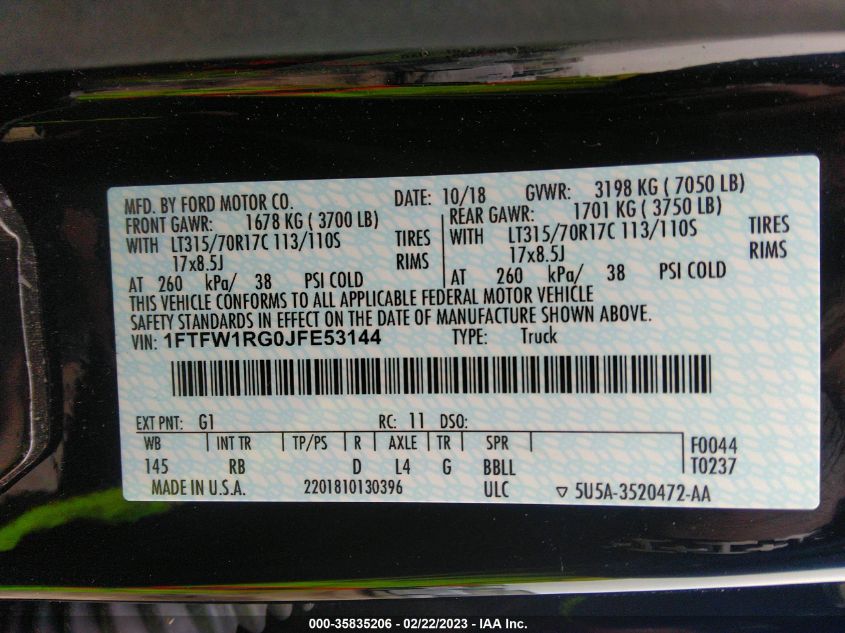 MFD. BY FORD MOTOR CO. DATE: 10/18 GVWR: 3198 KG ( 7050 LB)
FRONT GAWR: 1678 KG ( 3700 LB) REAR GAWR: 1701 KG ( 3750 LB)
WITH LT315/70R17C 113/110S TIRES WITH LT315/70R17C 113/110S TIRES
17x8.5J RIMS 17x8.5J RIMS
AT 260 kPa/ 38 PSI COLD AT 260 kPa/ 38 PSI COLD
THIS VEHICLE CONFORMS TO ALL APPLICABLE FEDERAL MOTOR VEHICLE
SAFETY STANDARDS IN EFFECT ON THE DATE OF MANUFACTURE SHOWN ABOVE.
VIN: 1FTFW1RG0JFE53144 TYPE: Truck
EXT PNT: G1 RC: 11 DSO:
WB INT TR TP/PS R AXLE TR SPR F0044
145 RB D L4 G BBLL T0237
MADE IN U.S.A. 2201810130396 ULC ▽ 5U5A-3520472-AA
000-35835206 - 02/22/2023 - IAA Inc.